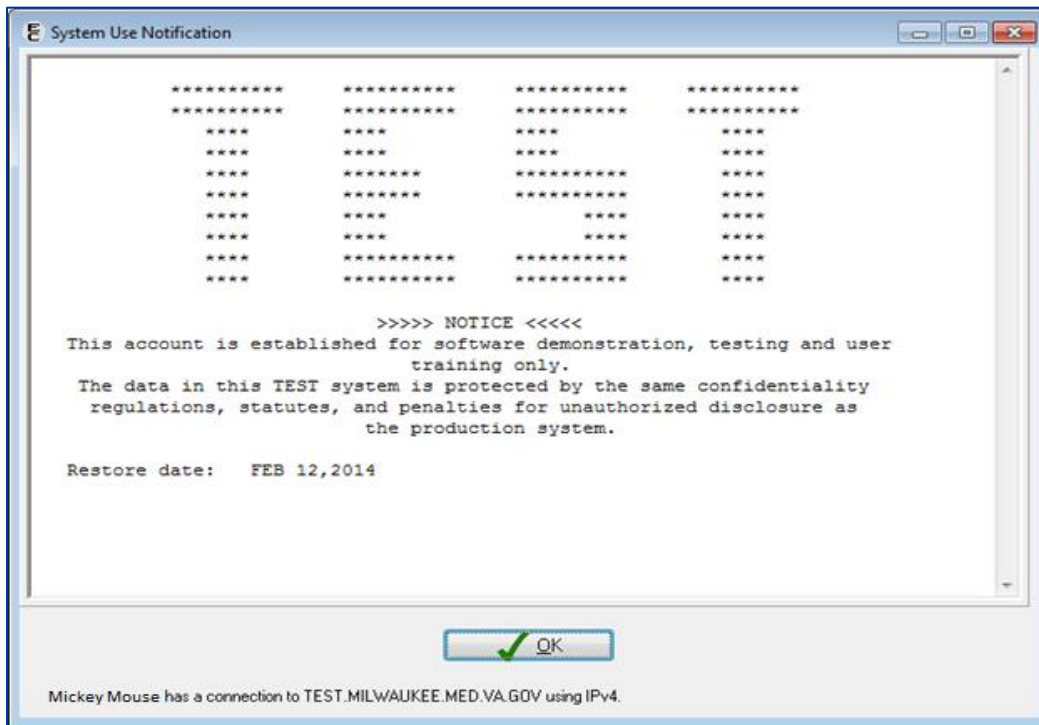 System Use Notification
********** ********** ********** **********
********** ********** ********** **********
**** **** **** ****
**** **** **** ****
**** ******* ********** ****
**** ******* ********** ****
**** **** **** ****
**** **** **** ****
**** ********** ********** ****
**** ********** ********** ****
>>>>> NOTICE <<<<<
This account is established for software demonstration, testing and user
training only.
The data in this TEST system is protected by the same confidentiality
regulations, statutes, and penalties for unauthorized disclosure as
the production system.
Restore date: FEB 12,2014
OK
Mickey Mouse has a connection to TEST.MILWAUKEE.MED.VA.GOV using IPv4.